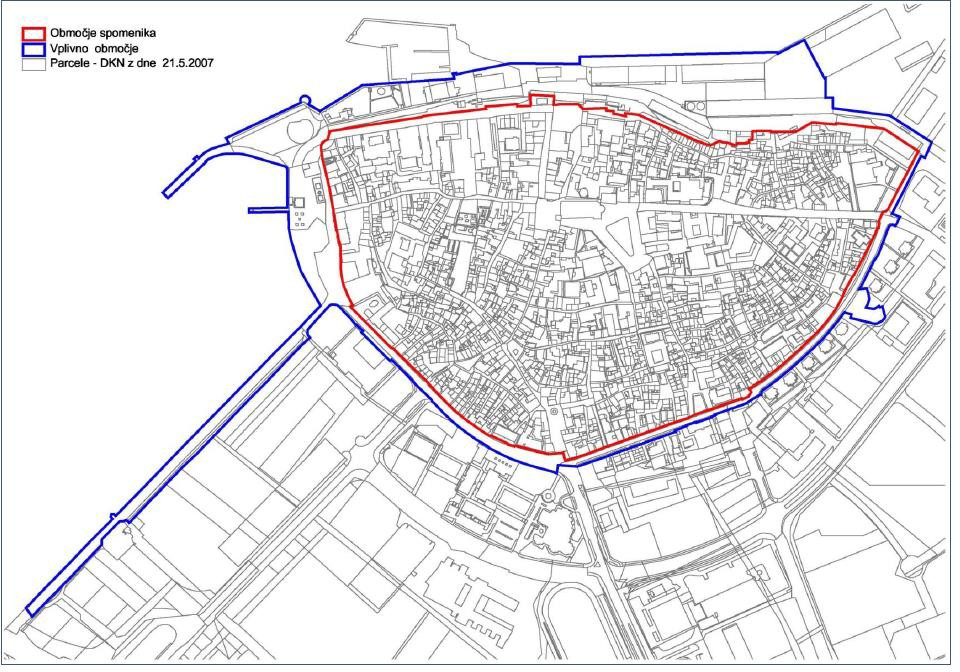 Območje spomenika
Vplivno območje
Parcele - DKN z dne 21.5.2007